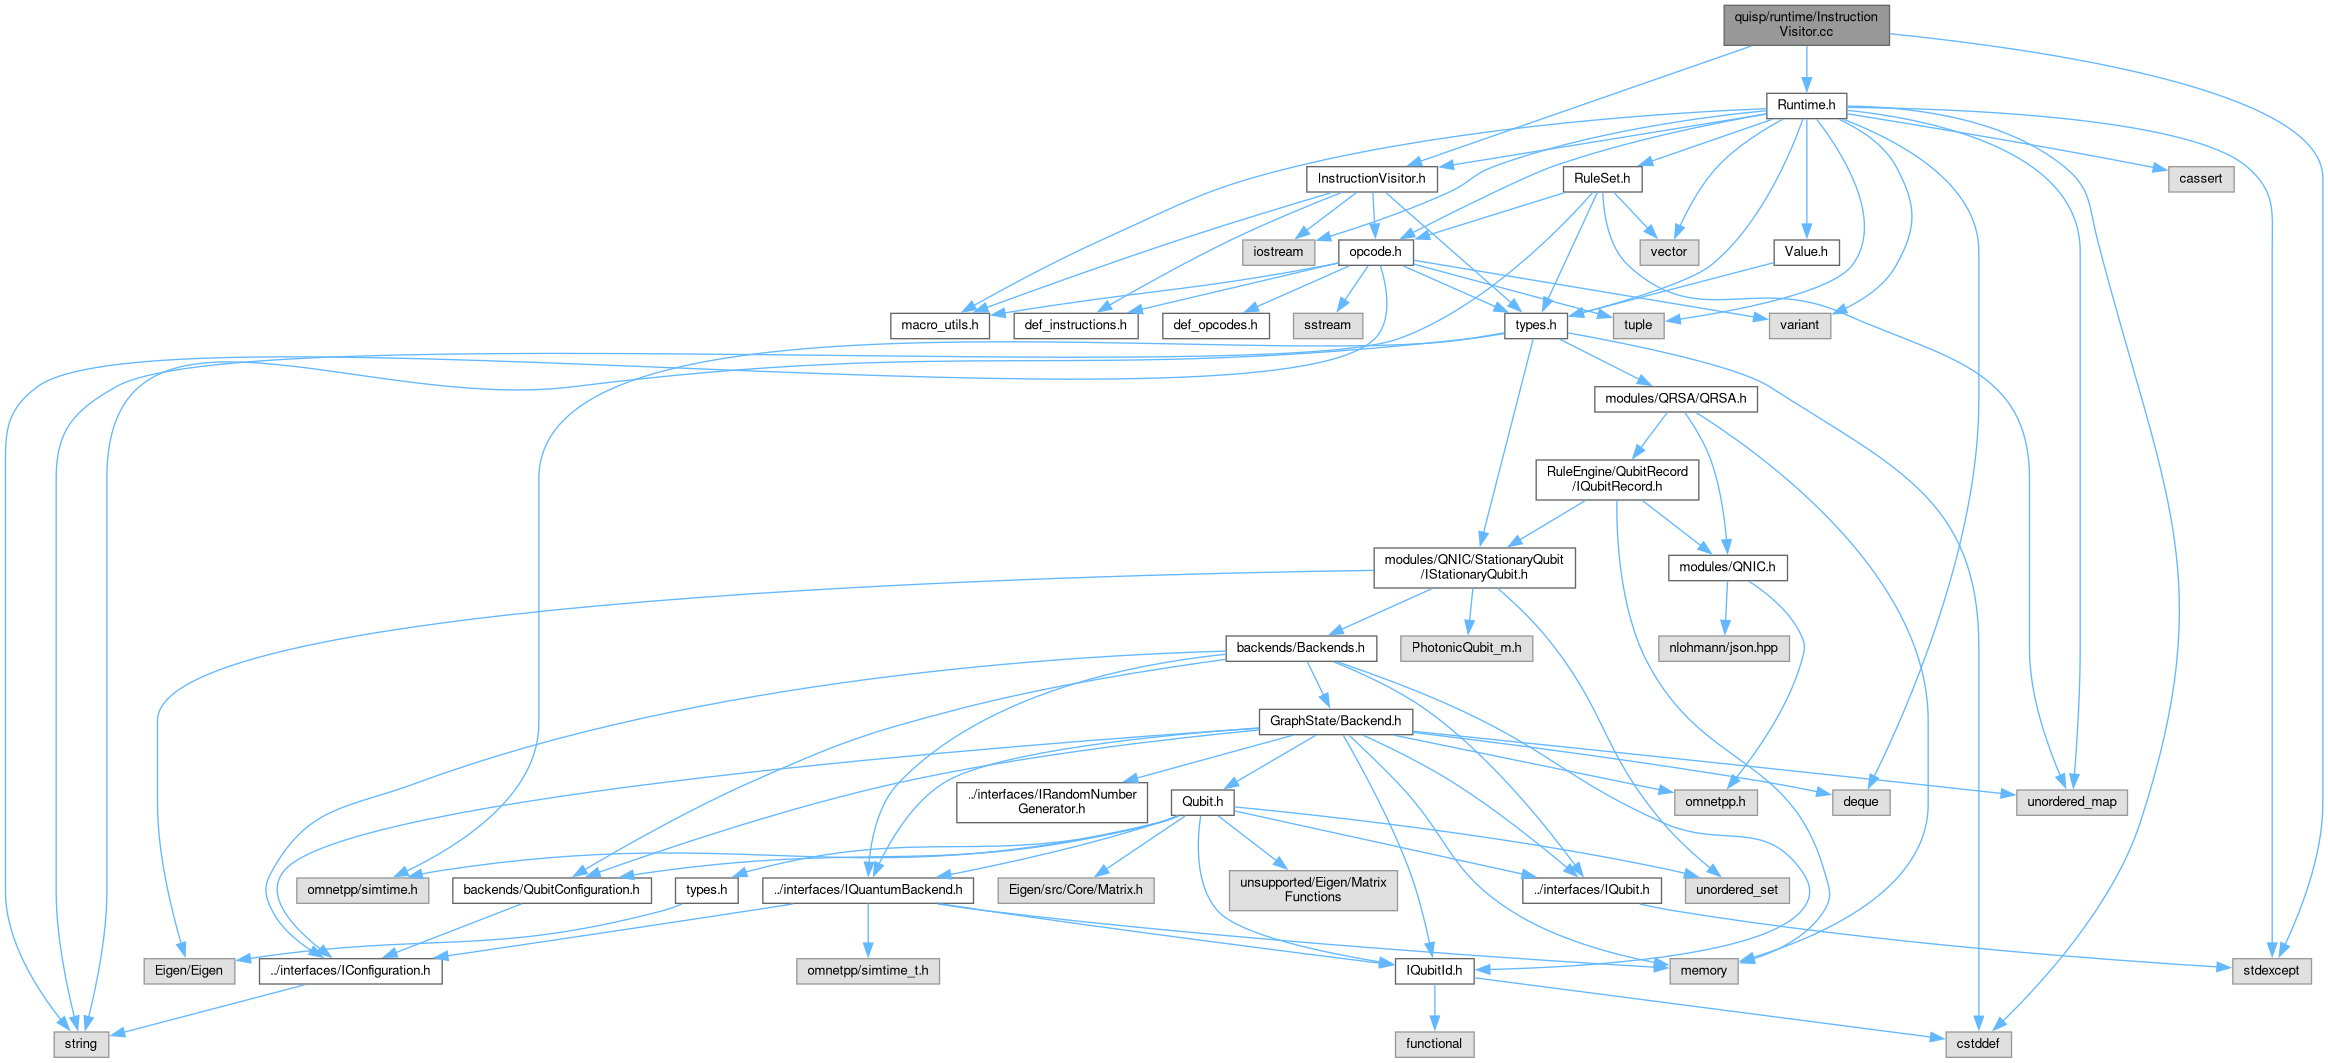 quisp/runtime/Instruction
Visitor.cc
Runtime.h
InstructionVisitor.h
RuleSet.h
cassert
iostream
opcode.h
vector
Value.h
macro_utils.h
def_instructions.h
def_opcodes.h
sstream
types.h
tuple
variant
modules/QRSA/QRSA.h
RuleEngine/QubitRecord
/IQubitRecord.h
modules/QNIC/StationaryQubit
/IStationaryQubit.h
modules/QNIC.h
backends/Backends.h
PhotonicQubit_m.h
nlohmann/json.hpp
GraphState/Backend.h
../interfaces/IRandomNumber
Generator.h
Qubit.h
omnetpp.h
deque
unordered_map
omnetpp/simtime.h
backends/QubitConfiguration.h
types.h
../interfaces/IQuantumBackend.h
Eigen/src/Core/Matrix.h
unsupported/Eigen/Matrix
Functions
../interfaces/IQubit.h
unordered_set
Eigen/Eigen
../interfaces/IConfiguration.h
omnetpp/simtime_t.h
IQubitId.h
memory
stdexcept
string
functional
cstddef